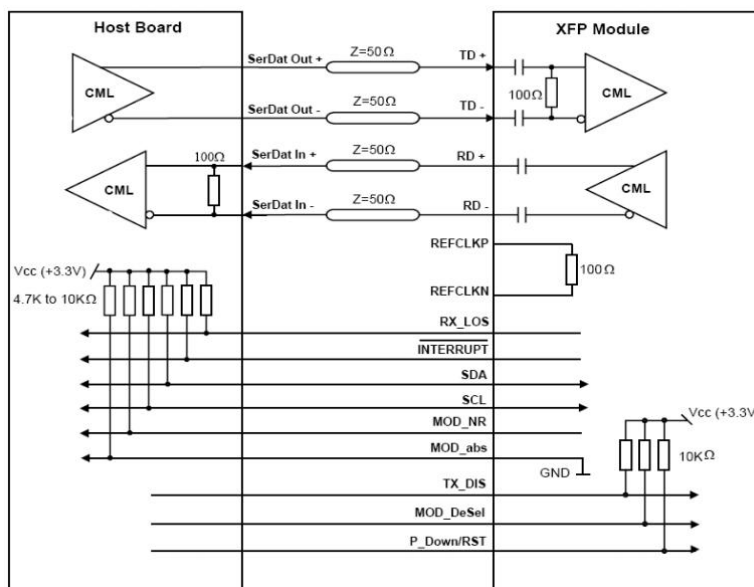 Host Board
XFP Module
SerDat Out +
Z=50Ω
TD +
CML
100Ω
CML
SerDat Out -
Z=50Ω
TD -
SerDat In +
Z=50Ω
RD +
100Ω
CML
CML
SerDat In -
Z=50Ω
RD -
REFCLKP
100Ω
REFCLKN
Vcc (+3.3V)
4.7K to 10KΩ
RX_LOS
INTERRUPT
SDA
SCL
MOD_NR
Vcc (+3.3V
MOD_abs
GND
10KΩ
TX_DIS
MOD_DeSel
P_Down/RST